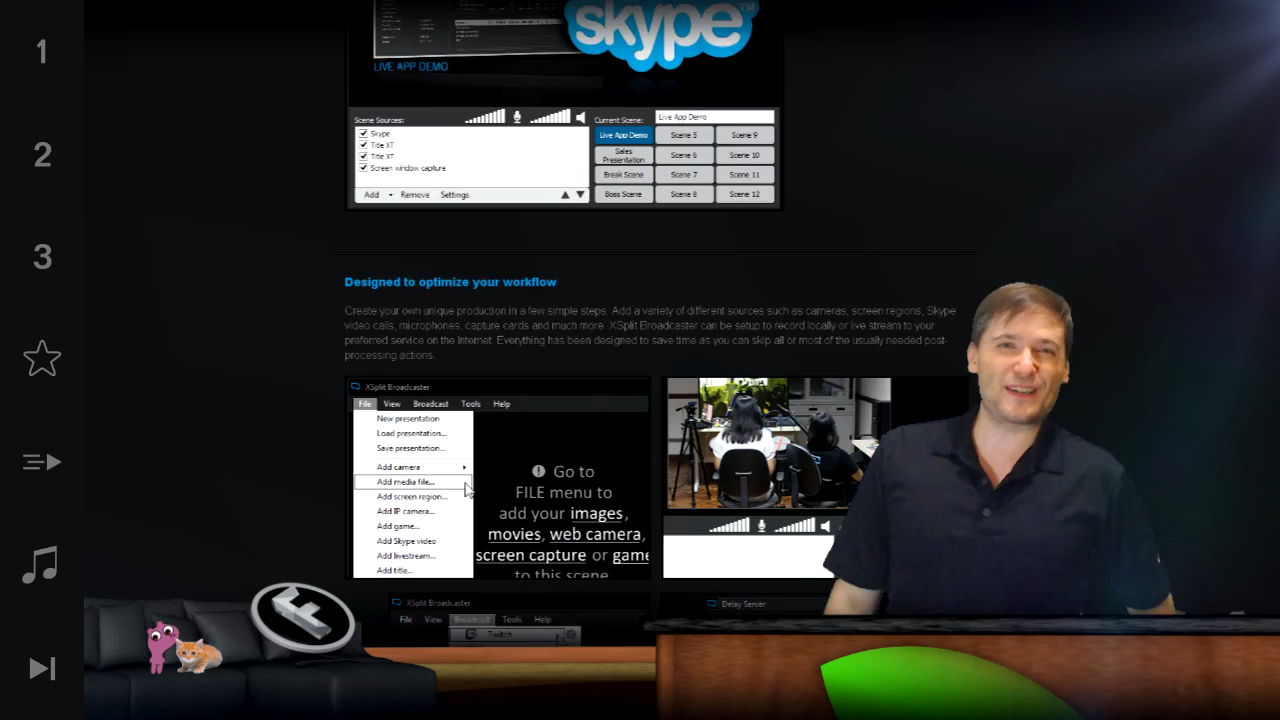 1
2
3
skype™
LIVE APP DEMO
Scene Sources:
Current Scene:
Live App Demo
Skype
Title XT
Title XT
Screen window capture
Add
Remove
Settings
Live App Demo
Scene 5
Scene 9
Sales Presentation
Scene 6
Scene 10
Break Scene
Scene 7
Scene 11
Boss Scene
Scene 8
Scene 12
Designed to optimize your workflow
Create your own unique production in a few simple steps. Add a variety of different sources such as cameras, screen regions, Skype
video calls, microphones, capture cards and much more. XSplit Broadcaster can be setup to record locally or live stream to your
preferred service on the Internet. Everything has been designed to save time as you can skip all or most of the usually needed post-
processing actions.
XSplit Broadcaster
File View Broadcast Tools Help
New presentation
Load presentation...
Save presentation...
Add camera
Add media file...
Add screen region...
Add IP camera...
Add game...
Add Skype video
Add livestream...
Add title...
! Go to
FILE menu to
add your images,
movies, web camera,
screen capture or game
to this scene
XSplit Broadcaster
File View Broadcast Tools Help
Twitch
Delay Server
F